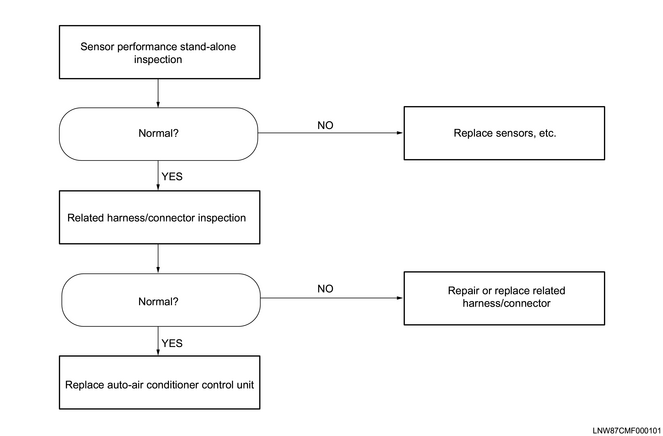 Sensor performance stand-alone
inspection
Normal?
NO
Replace sensors, etc.
YES
Related harness/connector inspection
Normal?
NO
Repair or replace related
harness/connector
YES
Replace auto-air conditioner control unit
LNW87CMF000101